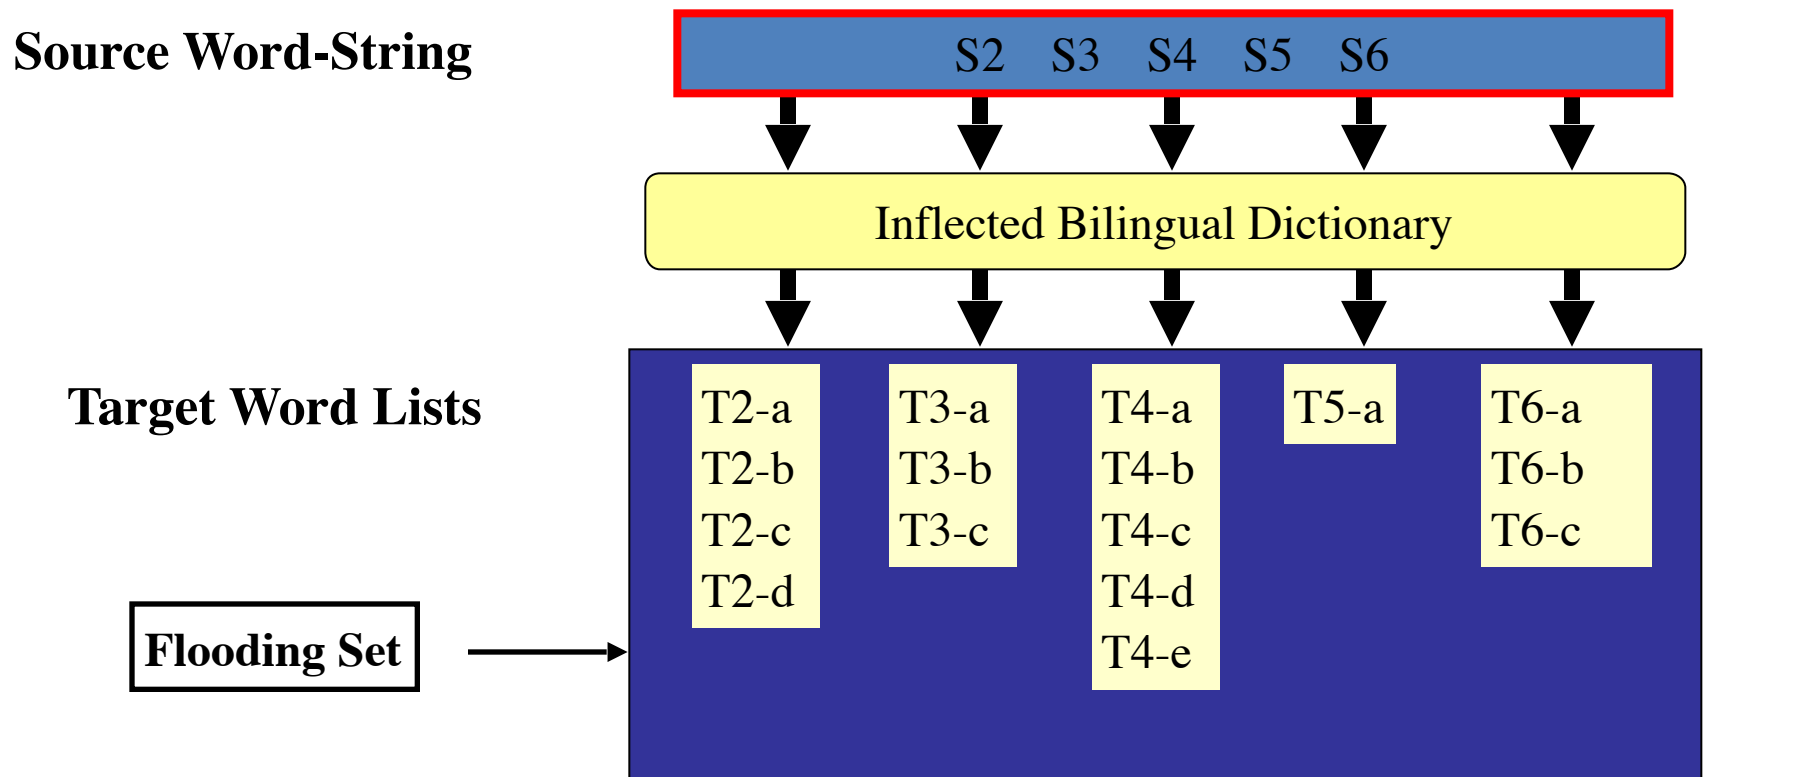 Source Word-String
S2 S3 S4 S5 S6
Inflected Bilingual Dictionary
Target Word Lists
T2-a
T2-b
T2-c
T2-d
T3-a
T3-b
T3-c
T4-a
T4-b
T4-c
T4-d
T4-e
T5-a
T6-a
T6-b
T6-c
Flooding Set